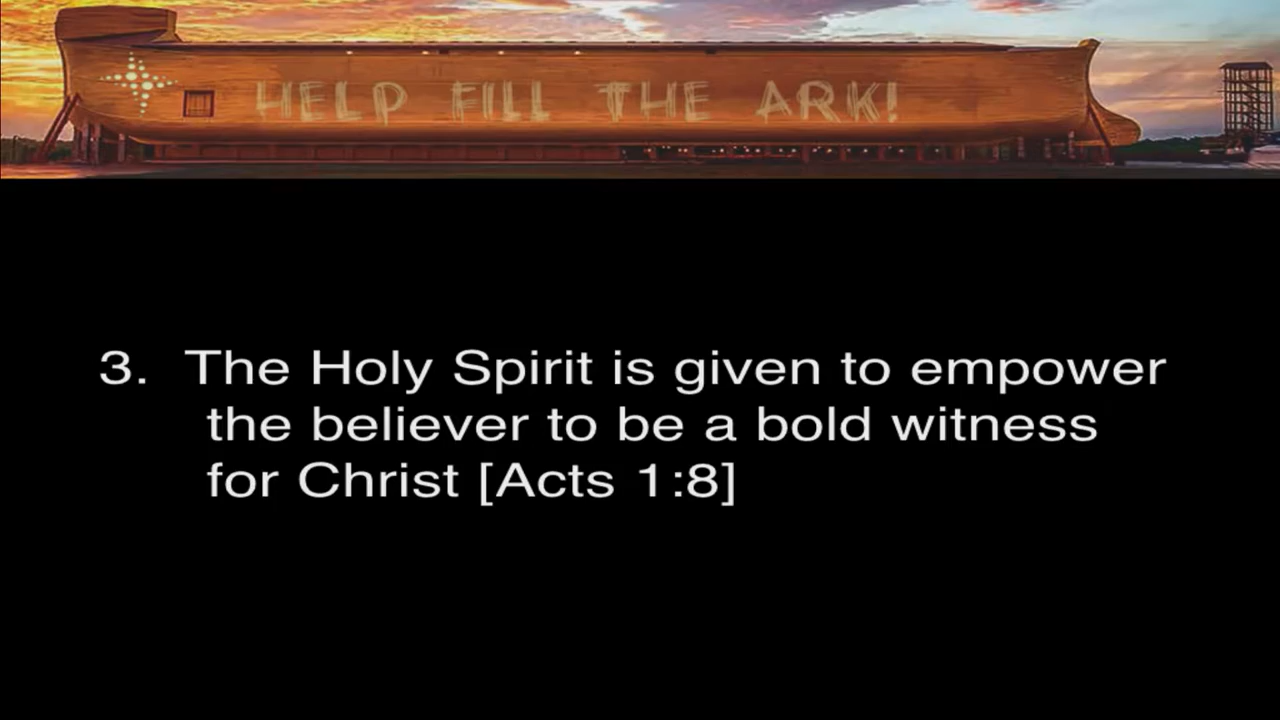 HELP FILL THE ARK!
3. The Holy Spirit is given to empower
the believer to be a bold witness
for Christ [Acts 1:8]